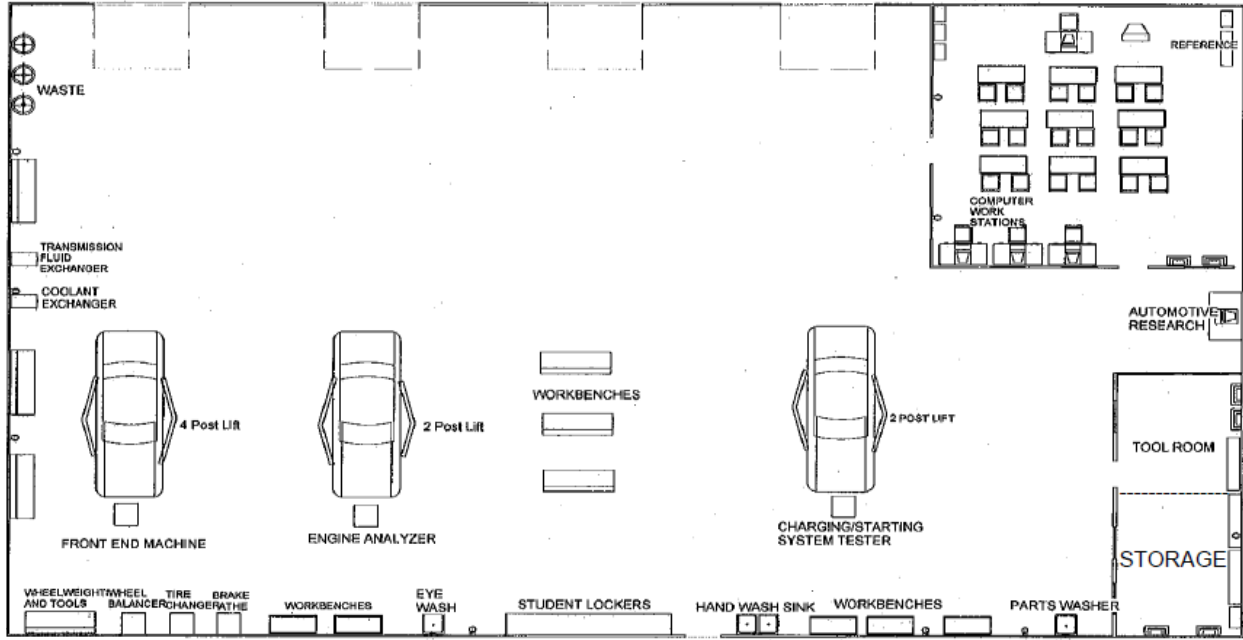 REFERENCE
WASTE
COMPUTER
WORK
STATIONS
TRANSMISSION
FLUID
EXCHANGER
COOLANT
EXCHANGER
AUTOMOTIVE
RESEARCH
WORKBENCHES
4 Post Lift
2 Post Lift
2 POST LIFT
TOOL ROOM
FRONT END MACHINE
ENGINE ANALYZER
CHARGING/STARTING
SYSTEM TESTER
STORAGE
WHEEL
AND TOOLS
WHEEL
BALANCER
TIRE
CHANGER
BRAKE
WORKBENCHES
EYE
WASH
STUDENT LOCKERS
HAND WASH SINK
WORKBENCHES
PARTS WASHER